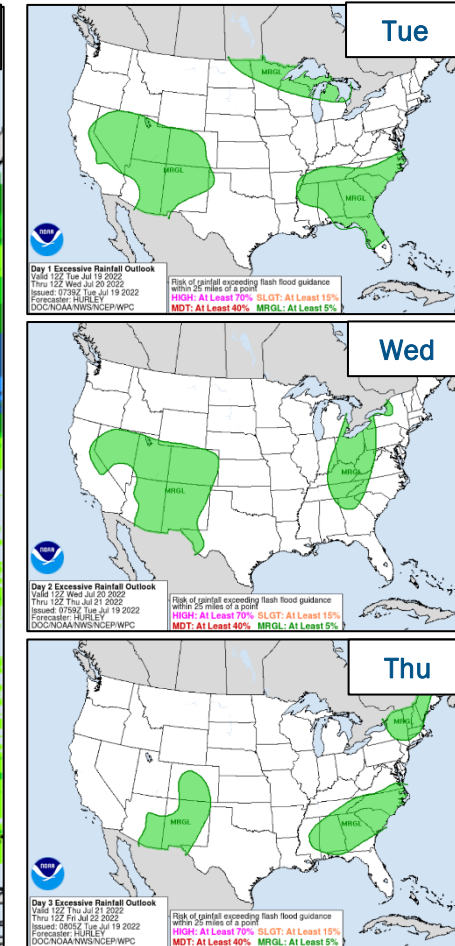 Tue
MRGL
MRGL
MRGL
NOAA
Day 1 Excessive Rainfall Outlook
Valid 12Z Tue Jul 19 2022
Thru 12Z Wed Jul 20 2022
Issued: 0739Z Tue Jul 19 2022
Forecaster: HURLEY
DOC/NOAA/NWS/NCEP/WPC
Risk of rainfall exceeding flash flood guidance
within 25 miles of a point
HIGH: At Least 70% SLGT: At Least 15%
MDT: At Least 40% MRGL: At Least 5%
Wed
MRGL
MRGL
NOAA
Day 2 Excessive Rainfall Outlook
Valid 12Z Wed Jul 20 2022
Thru 12Z Thu Jul 21 2022
Issued: 0759Z Tue Jul 19 2022
Forecaster: HURLEY
DOC/NOAA/NWS/NCEP/WPC
Risk of rainfall exceeding flash flood guidance
within 25 miles of a point
HIGH: At Least 70% SLGT: At Least 15%
MDT: At Least 40% MRGL: At Least 5%
Thu
MRGL
MRGL
MRGL
NOAA
Day 3 Excessive Rainfall Outlook
Valid 12Z Thu Jul 21 2022
Thru 12Z Fri Jul 22 2022
Issued: 0805Z Tue Jul 19 2022
Forecaster: HURLEY
DOC/NOAA/NWS/NCEP/WPC
Risk of rainfall exceeding flash flood guidance
within 25 miles of a point
HIGH: At Least 70% SLGT: At Least 15%
MDT: At Least 40% MRGL: At Least 5%